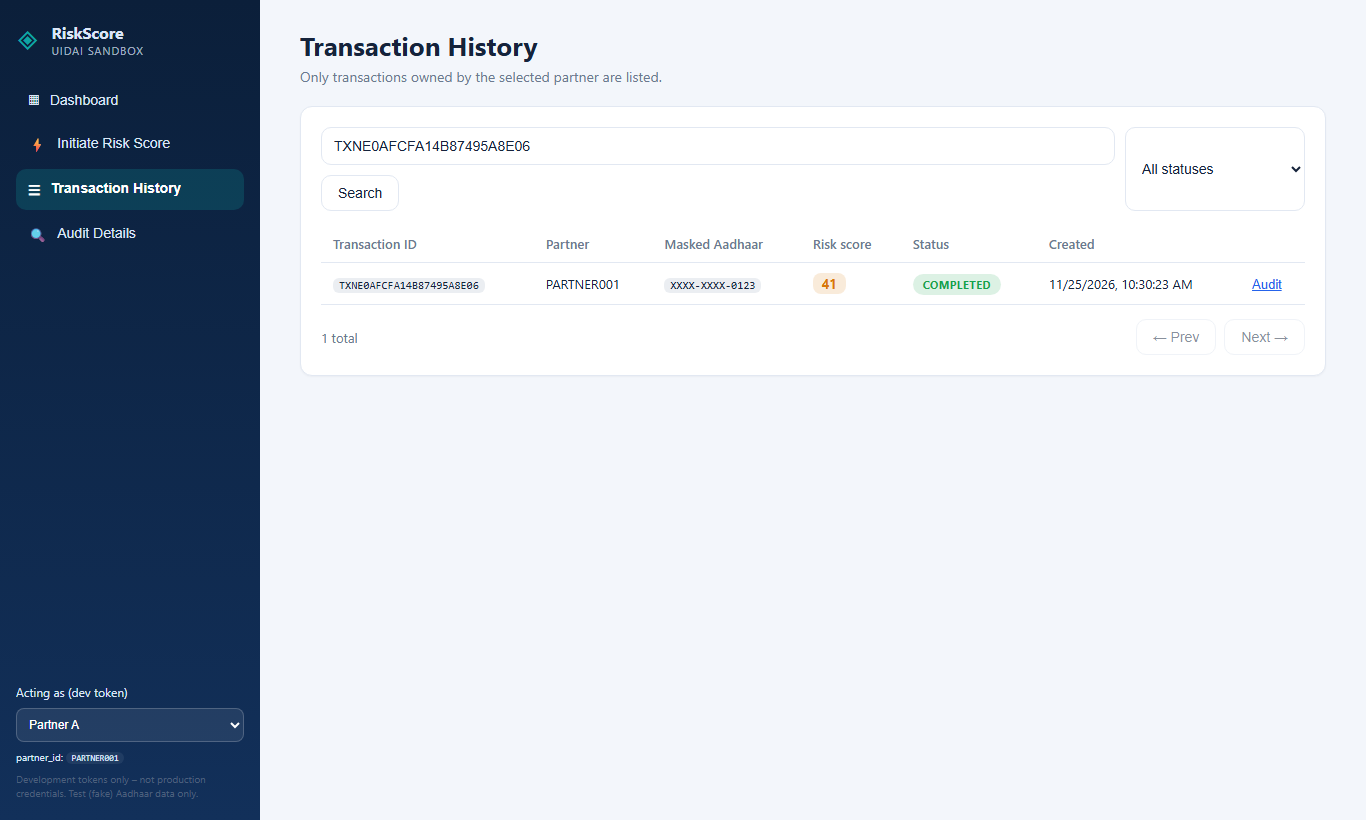 RiskScore
UIDAI SANDBOX
Dashboard
Initiate Risk Score
Transaction History
Audit Details
Acting as (dev token)
Partner A
partner_id: PARTNER001
Development tokens only – not production
credentials. Test (fake) Aadhaar data only.
Transaction History
Only transactions owned by the selected partner are listed.
TXNE0AFCFA14B87495A8E06
All statuses
Search
Transaction ID Partner Masked Aadhaar Risk score Status Created
TXNE0AFCFA14B87495A8E06 PARTNER001 XXXX-XXXX-0123 41 COMPLETED 11/25/2026, 10:30:23 AM Audit
1 total
← Prev Next →